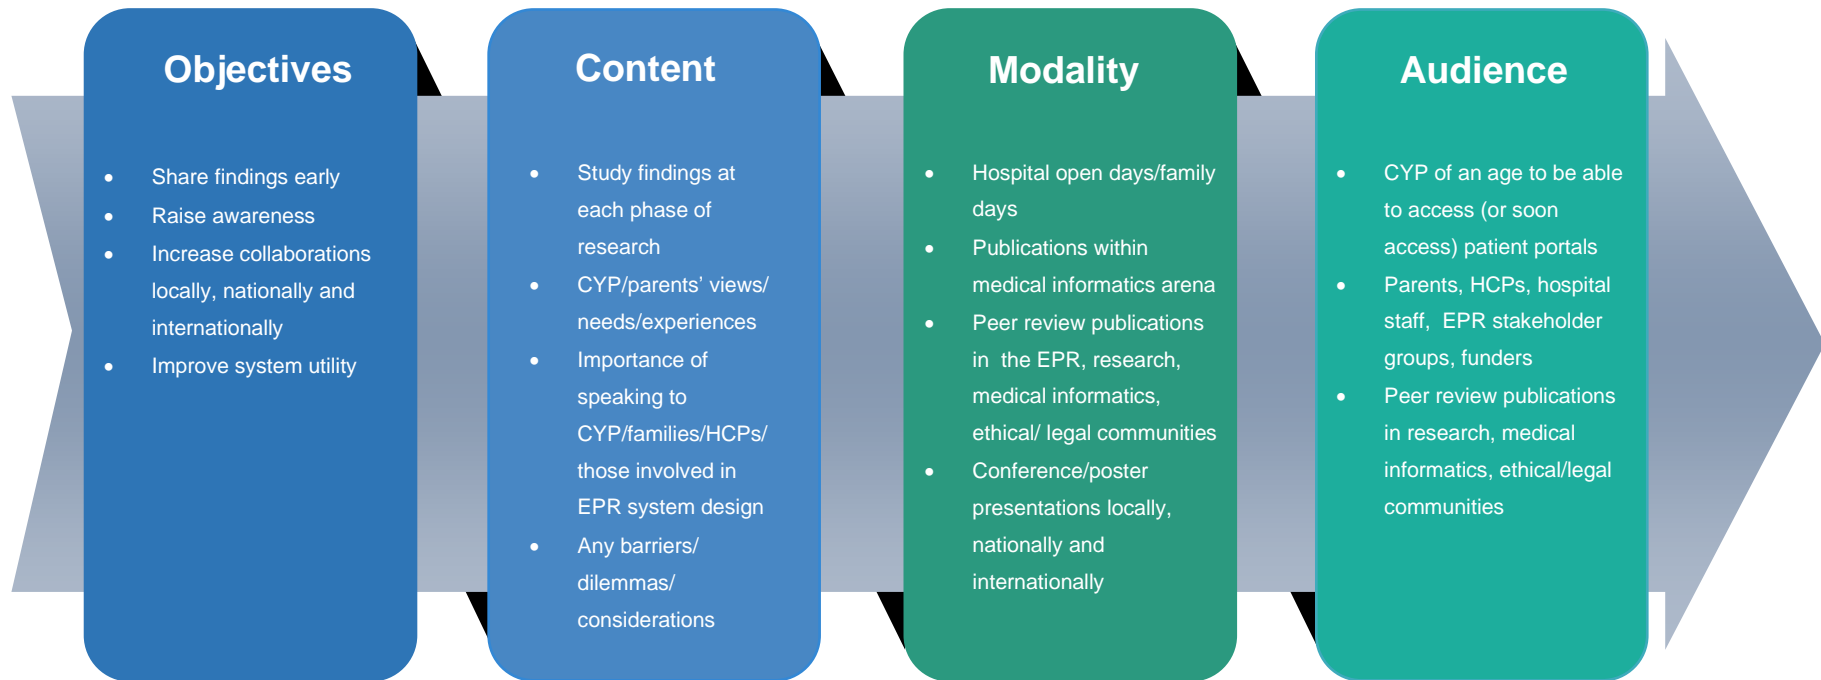 Objectives
• Share findings early
• Raise awareness
• Increase collaborations
locally, nationally and
internationally
• Improve system utility
Content
• Study findings at
each phase of
research
• CYP/parents’ views/
needs/experiences
• Importance of
speaking to
CYP/families/HCPs/
those involved in
EPR system design
• Any barriers/
dilemmas/
considerations
Modality
• Hospital open days/family
days
• Publications within
medical informatics arena
• Peer review publications
in the EPR, research,
medical informatics,
ethical/ legal communities
• Conference/poster
presentations locally,
nationally and
internationally
Audience
• CYP of an age to be able
to access (or soon
access) patient portals
• Parents, HCPs, hospital
staff, EPR stakeholder
groups, funders
• Peer review publications
in research, medical
informatics, ethical/legal
communities